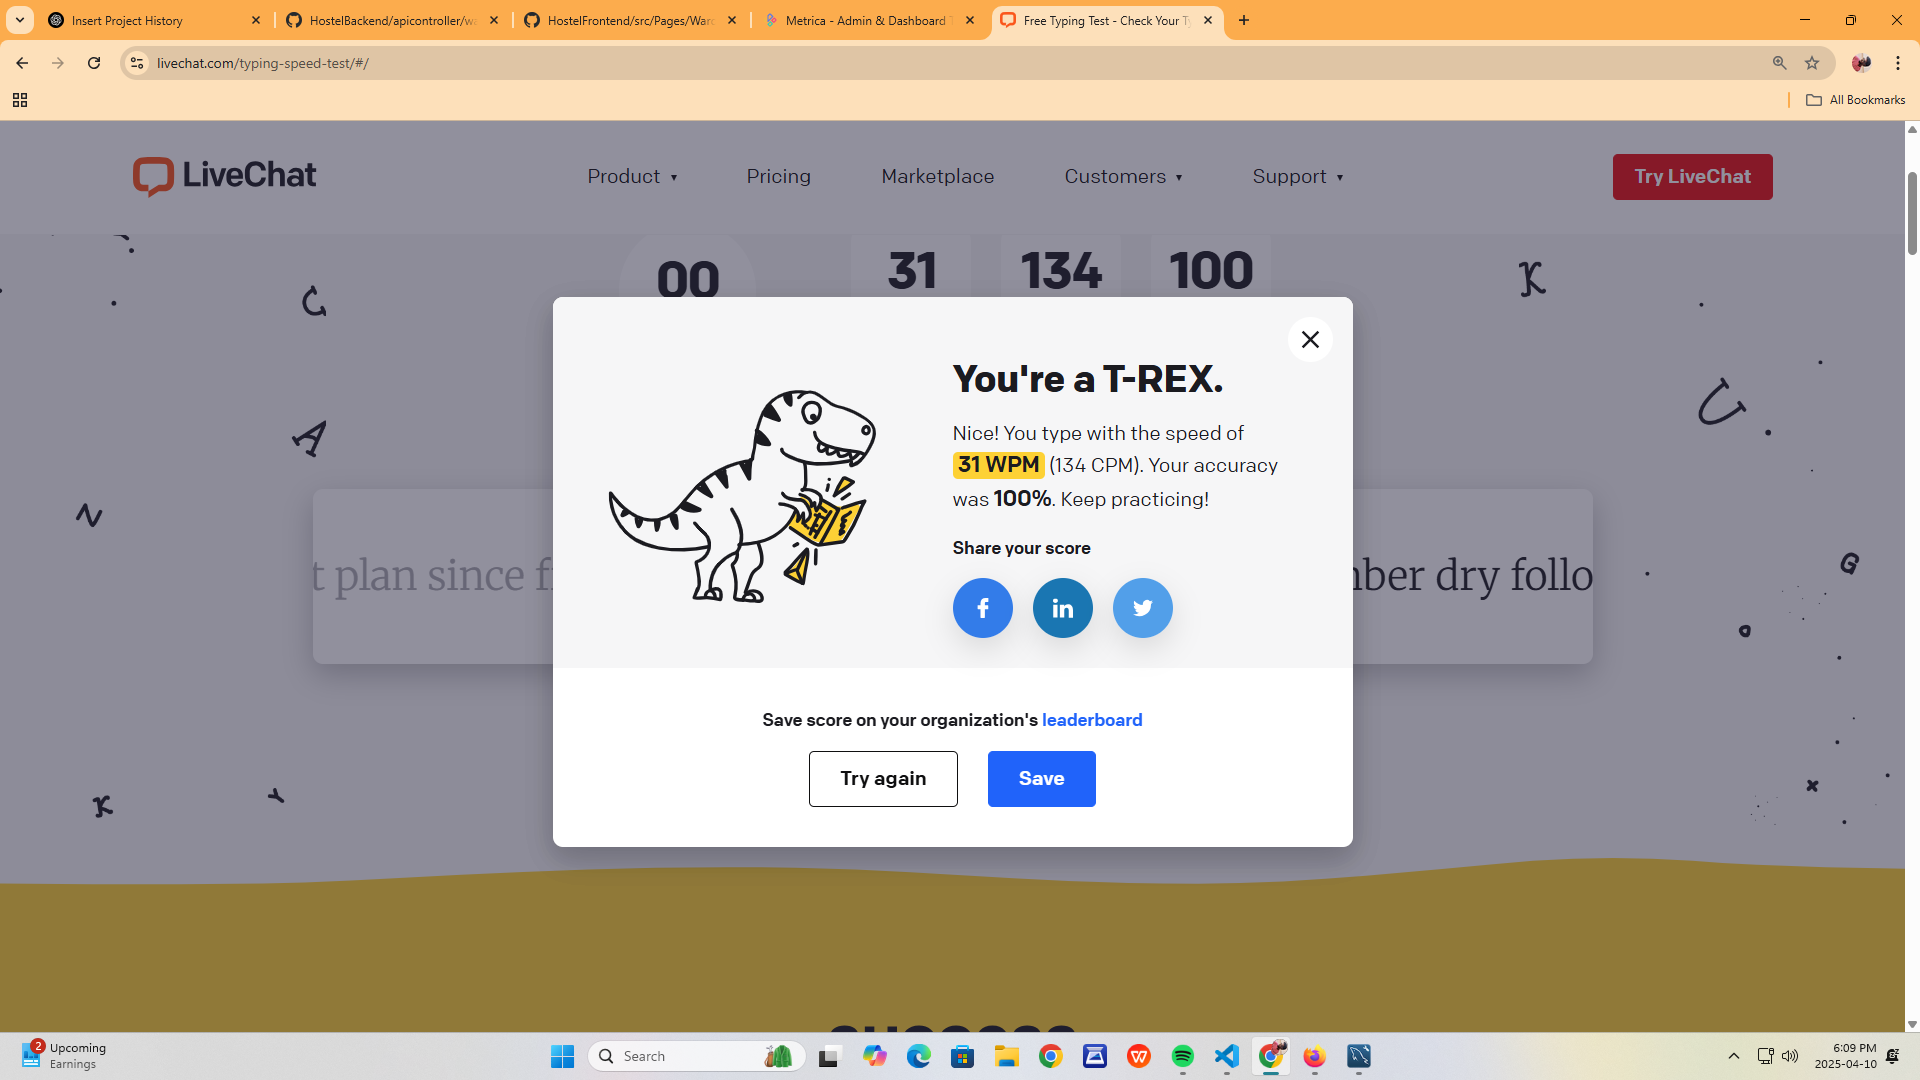 Insert Project History
HostelBackend/apicontroller/wa
HostelFrontend/src/Pages/Ward
Metrica - Admin & Dashboard T
Free Typing Test - Check Your Ty
livechat.com/typing-speed-test/#/
All Bookmarks
LiveChat
Product
Pricing
Marketplace
Customers
Support
Try LiveChat
00
31
134
100
You're a T-REX.
Nice! You type with the speed of
31 WPM (134 CPM). Your accuracy
was 100%. Keep practicing!
Share your score
t plan since f
ber dry follo
Save score on your organization's leaderboard
Try again
Save
2
Upcoming
Earnings
Search
6:09 PM
2025-04-10